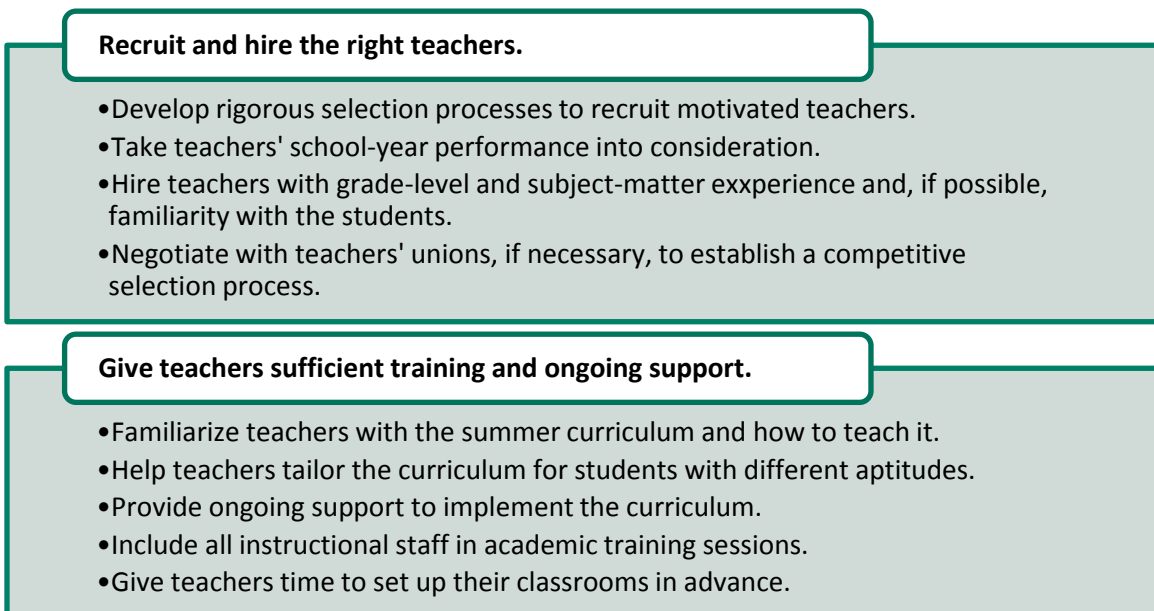 Recruit and hire the right teachers.
•Develop rigorous selection processes to recruit motivated teachers.
•Take teachers' school-year performance into consideration.
•Hire teachers with grade-level and subject-matter exxperience and, if possible,
familiarity with the students.
•Negotiate with teachers' unions, if necessary, to establish a competitive
selection process.
Give teachers sufficient training and ongoing support.
•Familiarize teachers with the summer curriculum and how to teach it.
•Help teachers tailor the curriculum for students with different aptitudes.
•Provide ongoing support to implement the curriculum.
•Include all instructional staff in academic training sessions.
•Give teachers time to set up their classrooms in advance.